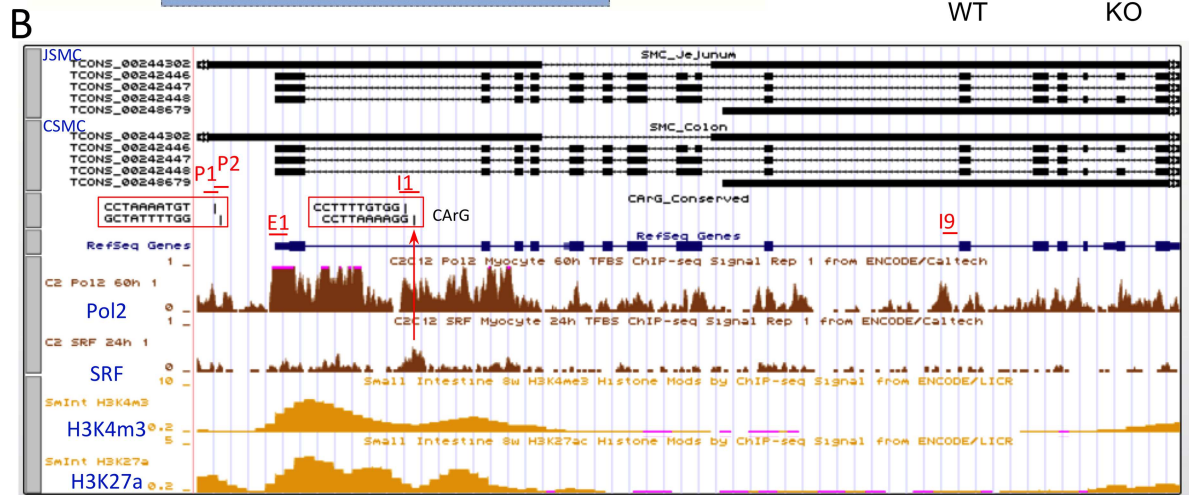 WT KO
B
JSMC
SMC_Jejunum
TCONS_00244302
TCONS_00242446
TCONS_00242447
TCONS_00242448
TCONS_00248679
CSMC
SMC_Colon
TCONS_00244302
TCONS_00242446
TCONS_00242447
TCONS_00242448
TCONS_00248679
P1 P2
I1
CArG_Conserved
CCTAAAATGT
GCTATTTTGG
CCTTTTGTGG
CCTTAAAAGG
CArG
E1
I9
RefSeq Genes
RefSeq Genes
C2C12 Pol2 Myocyte 60h TFBS ChIP-seq Signal Rep 1 from ENCODE/Caltech
1 _
C2 Pol2 60h 1
Pol2
0 _
C2C12 SRF Myocyte 24h TFBS ChIP-seq Signal Rep 1 from ENCODE/Caltech
1 _
C2 SRF 24h 1
0 _
SRF
Small Intestine 8w H3K4me3 Histone Mods by ChIP-seq Signal from ENCODE/LICR
10 _
SmInt H3K4m3
H3K4m3 0.2 _
Small Intestine 8w H3K27ac Histone Mods by ChIP-seq Signal from ENCODE/LICR
5 _
SmInt H3K27a
H3K27a 0.2 _